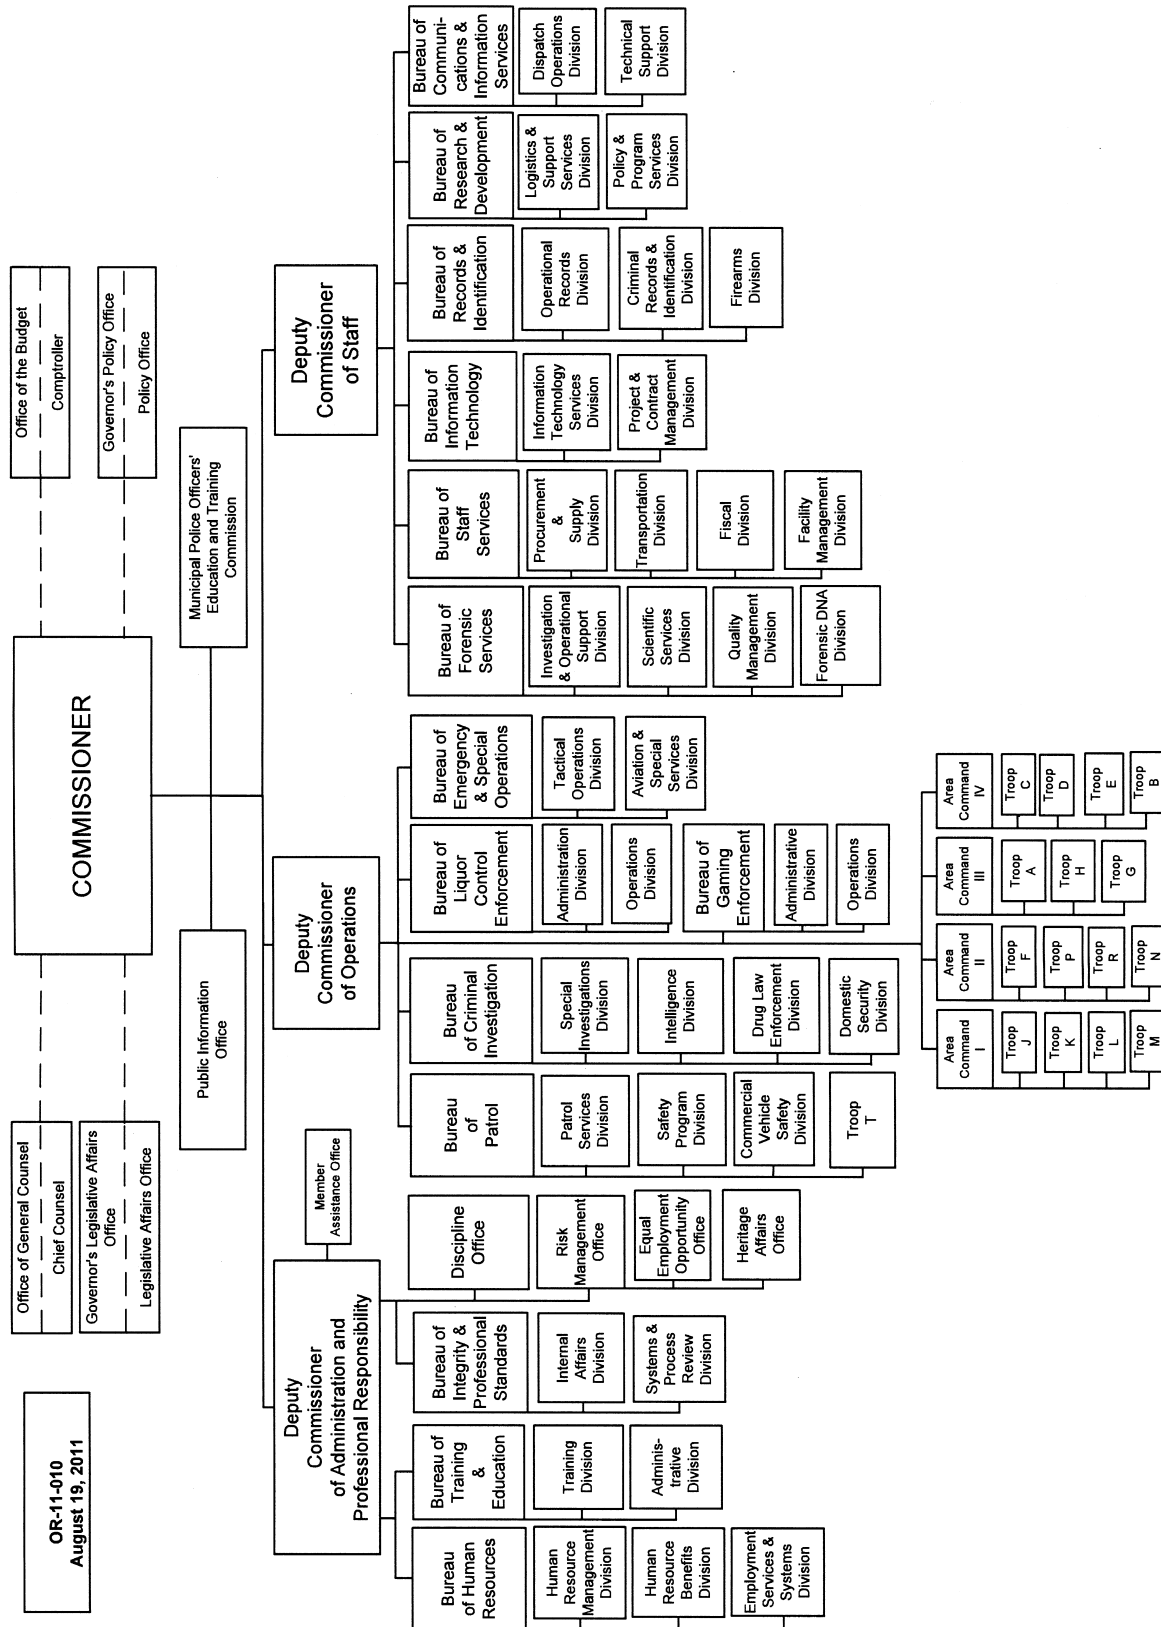 OR-11-010
August 19, 2011
Office of General Counsel
Chief Counsel
Governor's Legislative Affairs
Office
Legislative Affairs Office
COMMISSIONER
Office of the Budget
Comptroller
Governor's Policy Office
Policy Office
Public Information
Office
Municipal Police Officers'
Education and Training
Commission
Deputy
Commissioner
of Administration and
Professional Responsibility
Member
Assistance Office
Deputy
Commissioner
of Operations
Deputy
Commissioner
of Staff
Bureau
of Human
Resources
Human
Resource
Management
Division
Human
Resource
Benefits
Division
Employment
Services &
Systems
Division
Bureau of
Training
&
Education
Training
Division
Adminis-
trative
Division
Bureau of
Integrity &
Professional
Standards
Internal
Affairs
Division
Systems &
Process
Review
Division
Discipline
Office
Risk
Management
Office
Equal
Employment
Opportunity
Office
Heritage
Affairs
Office
Bureau
of
Patrol
Patrol
Services
Division
Safety
Program
Division
Commercial
Vehicle
Safety
Division
Troop
T
Bureau
of Criminal
Investigation
Special
Investigations
Division
Intelligence
Division
Drug Law
Enforcement
Division
Domestic
Security
Division
Bureau of
Liquor
Control
Enforcement
Administration
Division
Operations
Division
Bureau of
Gaming
Enforcement
Administrative
Division
Operations
Division
Bureau of
Emergency
& Special
Operations
Tactical
Operations
Division
Aviation &
Special
Services
Division
Area
Command
I
Troop
J
Troop
K
Troop
L
Troop
M
Area
Command
II
Troop
F
Troop
P
Troop
R
Troop
N
Area
Command
III
Troop
A
Troop
H
Troop
G
Area
Command
IV
Troop
C
Troop
D
Troop
E
Troop
B
Bureau of
Forensic
Services
Investigation
& Operational
Support
Division
Scientific
Services
Division
Quality
Management
Division
Forensic DNA
Division
Bureau of
Staff
Services
Procurement
&
Supply
Division
Transportation
Division
Fiscal
Division
Facility
Management
Division
Bureau of
Information
Technology
Information
Technology
Services
Division
Project &
Contract
Management
Division
Bureau of
Records &
Identification
Operational
Records
Division
Criminal
Records &
Identification
Division
Firearms
Division
Bureau of
Research &
Development
Logistics &
Support
Services
Division
Policy &
Program
Services
Division
Bureau of
Communi-
cations &
Information
Services
Dispatch
Operations
Division
Technical
Support
Division